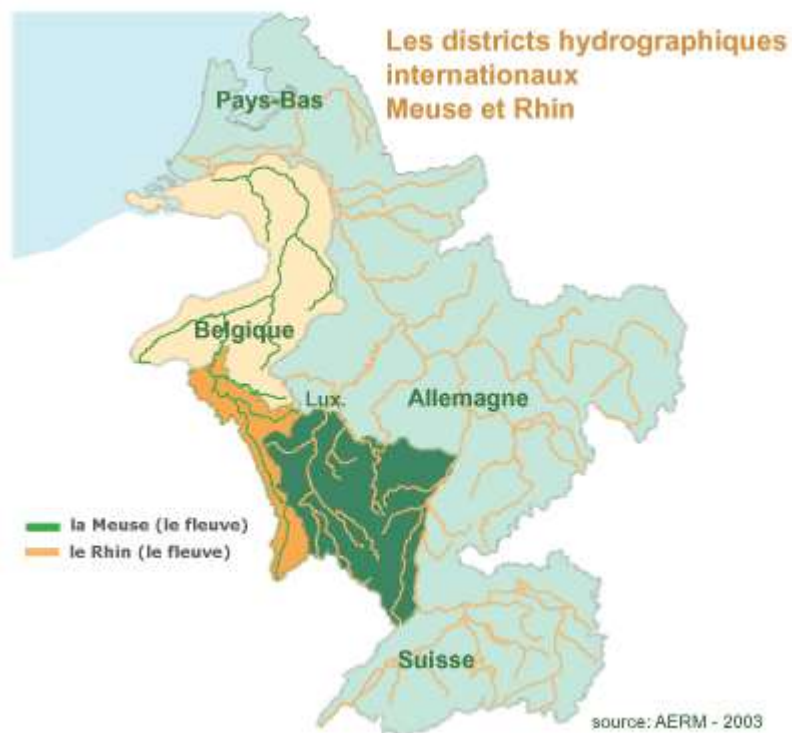 Les districts hydrographiques
internationaux
Meuse et Rhin
Pays-Bas
Belgique
Lux.
Allemagne
la Meuse (le fleuve)
le Rhin (le fleuve)
Suisse
source: AERM - 2003